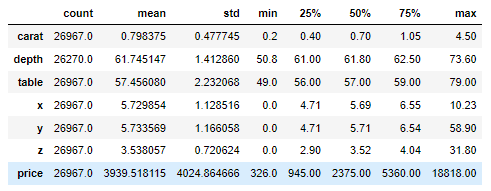 count mean std min 25% 50% 75% max
carat 26967.0 0.798375 0.477745 0.2 0.40 0.70 1.05 4.50
depth 26270.0 61.745147 1.412860 50.8 61.00 61.80 62.50 73.60
table 26967.0 57.456080 2.232068 49.0 56.00 57.00 59.00 79.00
x 26967.0 5.729854 1.128516 0.0 4.71 5.69 6.55 10.23
y 26967.0 5.733569 1.166058 0.0 4.71 5.71 6.54 58.90
z 26967.0 3.538057 0.720624 0.0 2.90 3.52 4.04 31.80
price 26967.0 3939.518115 4024.864666 326.0 945.00 2375.00 5360.00 18818.00